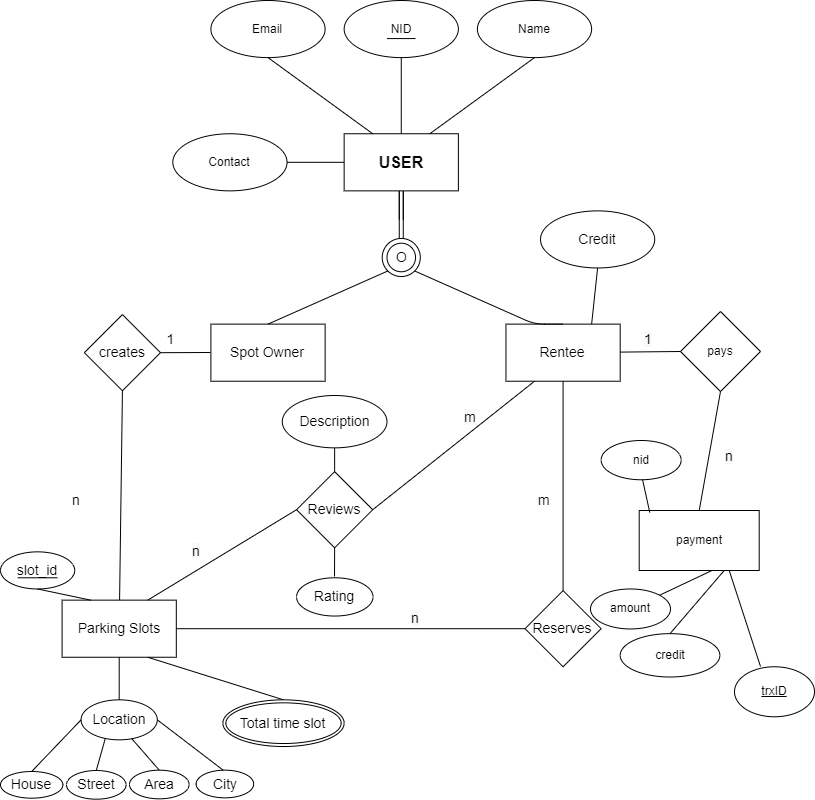 Email
NID
Name
Contact
USER
O
Credit
creates
1
Spot Owner
Rentee
1
pays
Description
m
nid
n
n
m
Reviews
payment
n
slot_id
Rating
amount
Parking Slots
n
Reserves
credit
trxID
Location
Total time slot
House
Street
Area
City